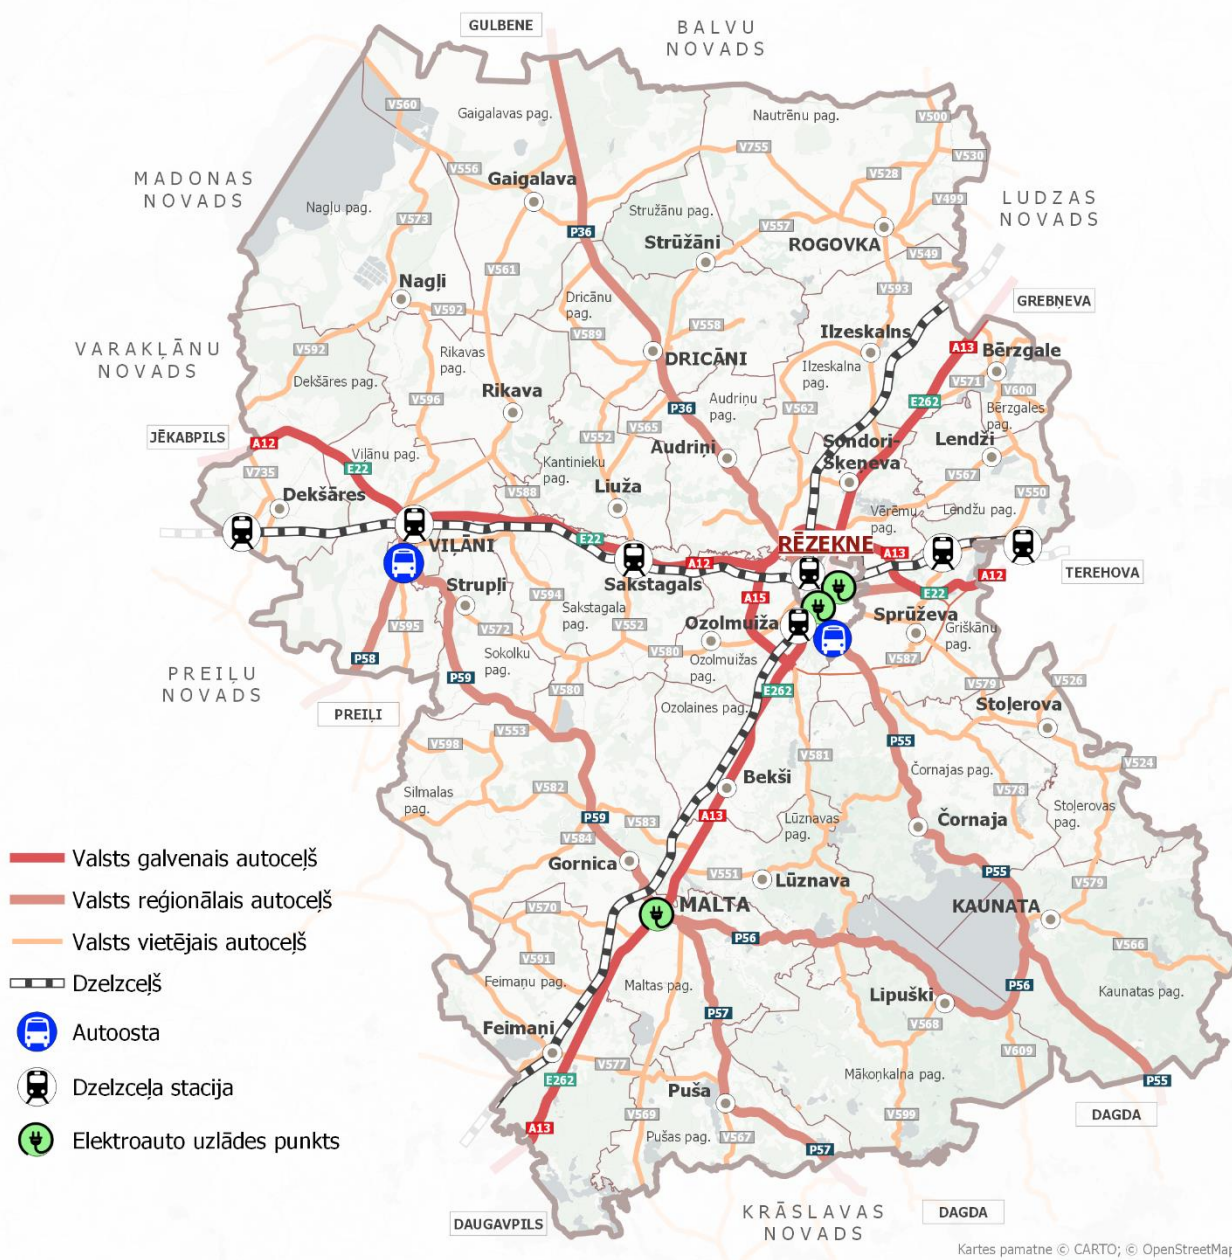 GULBENE
BALVU
NOVADS
MADONAS
NOVADS
LUDZAS
NOVADS
GREBŅEVA
VARAKĻĀNU
NOVADS
JĒKABPILS
TEREHOVA
PREIĻU
NOVADS
PREIĻI
DAGDA
DAGDA
KRĀSLAVAS
NOVADS
DAUGAVPILS
V560
Gaigalavas pag.
Nautrēnu pag.
V500
V755
V530
V556
V528
Gaigalava
V499
Nagļu pag.
V573
Stružānu pag.
V557
P36
Strūžāni
ROGOVKA
V549
V561
Nagļi
V592
Dricānu
pag.
V593
V558
V589
Ilzeskalns
A13
V592
Rikavas
pag.
DRICĀNI
Bērzgale
Ilzeskalna
pag.
V571
Dekšāres pag.
Rikava
V600
V596
P36
Audriņu
pag.
V562
E262
Bērzgales
pag.
V565
A12
V552
Audriņi
Sondori-
Šķeneva
Lendži
Viļānu pag.
E22
Kantinieku
pag.
V735
V567
V588
Liuža
V550
Dekšāres
Vērēmu
pag.
Lendžu pag.
VIĻĀNI
E22
RĒZEKNE
A12
A13
Sakstagals
A12
Strupļi
A15
E22
V594
Sakstagala
pag.
Sprūževa
V595
V572
V552
Ozolmuiža
Griškānu
pag.
Sokolku
pag.
V580
Ozolmuižas
pag.
V587
P58
P59
V579
V526
V580
E262
Ozolaines pag.
Stoļerova
V553
V598
P55
V581
V524
Bekši
Čornajas pag.
V582
V578
Silmalas
pag.
Stoļerovas
pag.
P59
V583
A13
Lūznavas
pag.
Čornaja
V584
Gornica
V551
Lūznava
P55
V579
MALTA
KAUNATA
V570
P56
V566
V591
Feimaņu pag.
Maltas pag.
P56
Lipuški
Kaunatas pag.
P57
Feimaņi
V568
V609
V577
E262
Mākoņkalna pag.
P55
Puša
V569
V599
A13
Pušas pag.
V567
P57
Valsts galvenais autoceļš
Valsts reģionālais autoceļš
Valsts vietējais autoceļš
Dzelzceļš
Autoosta
Dzelzceļa stacija
Elektroauto uzlādes punkts
Kartes pamatne © CARTO; © OpenStreetMap